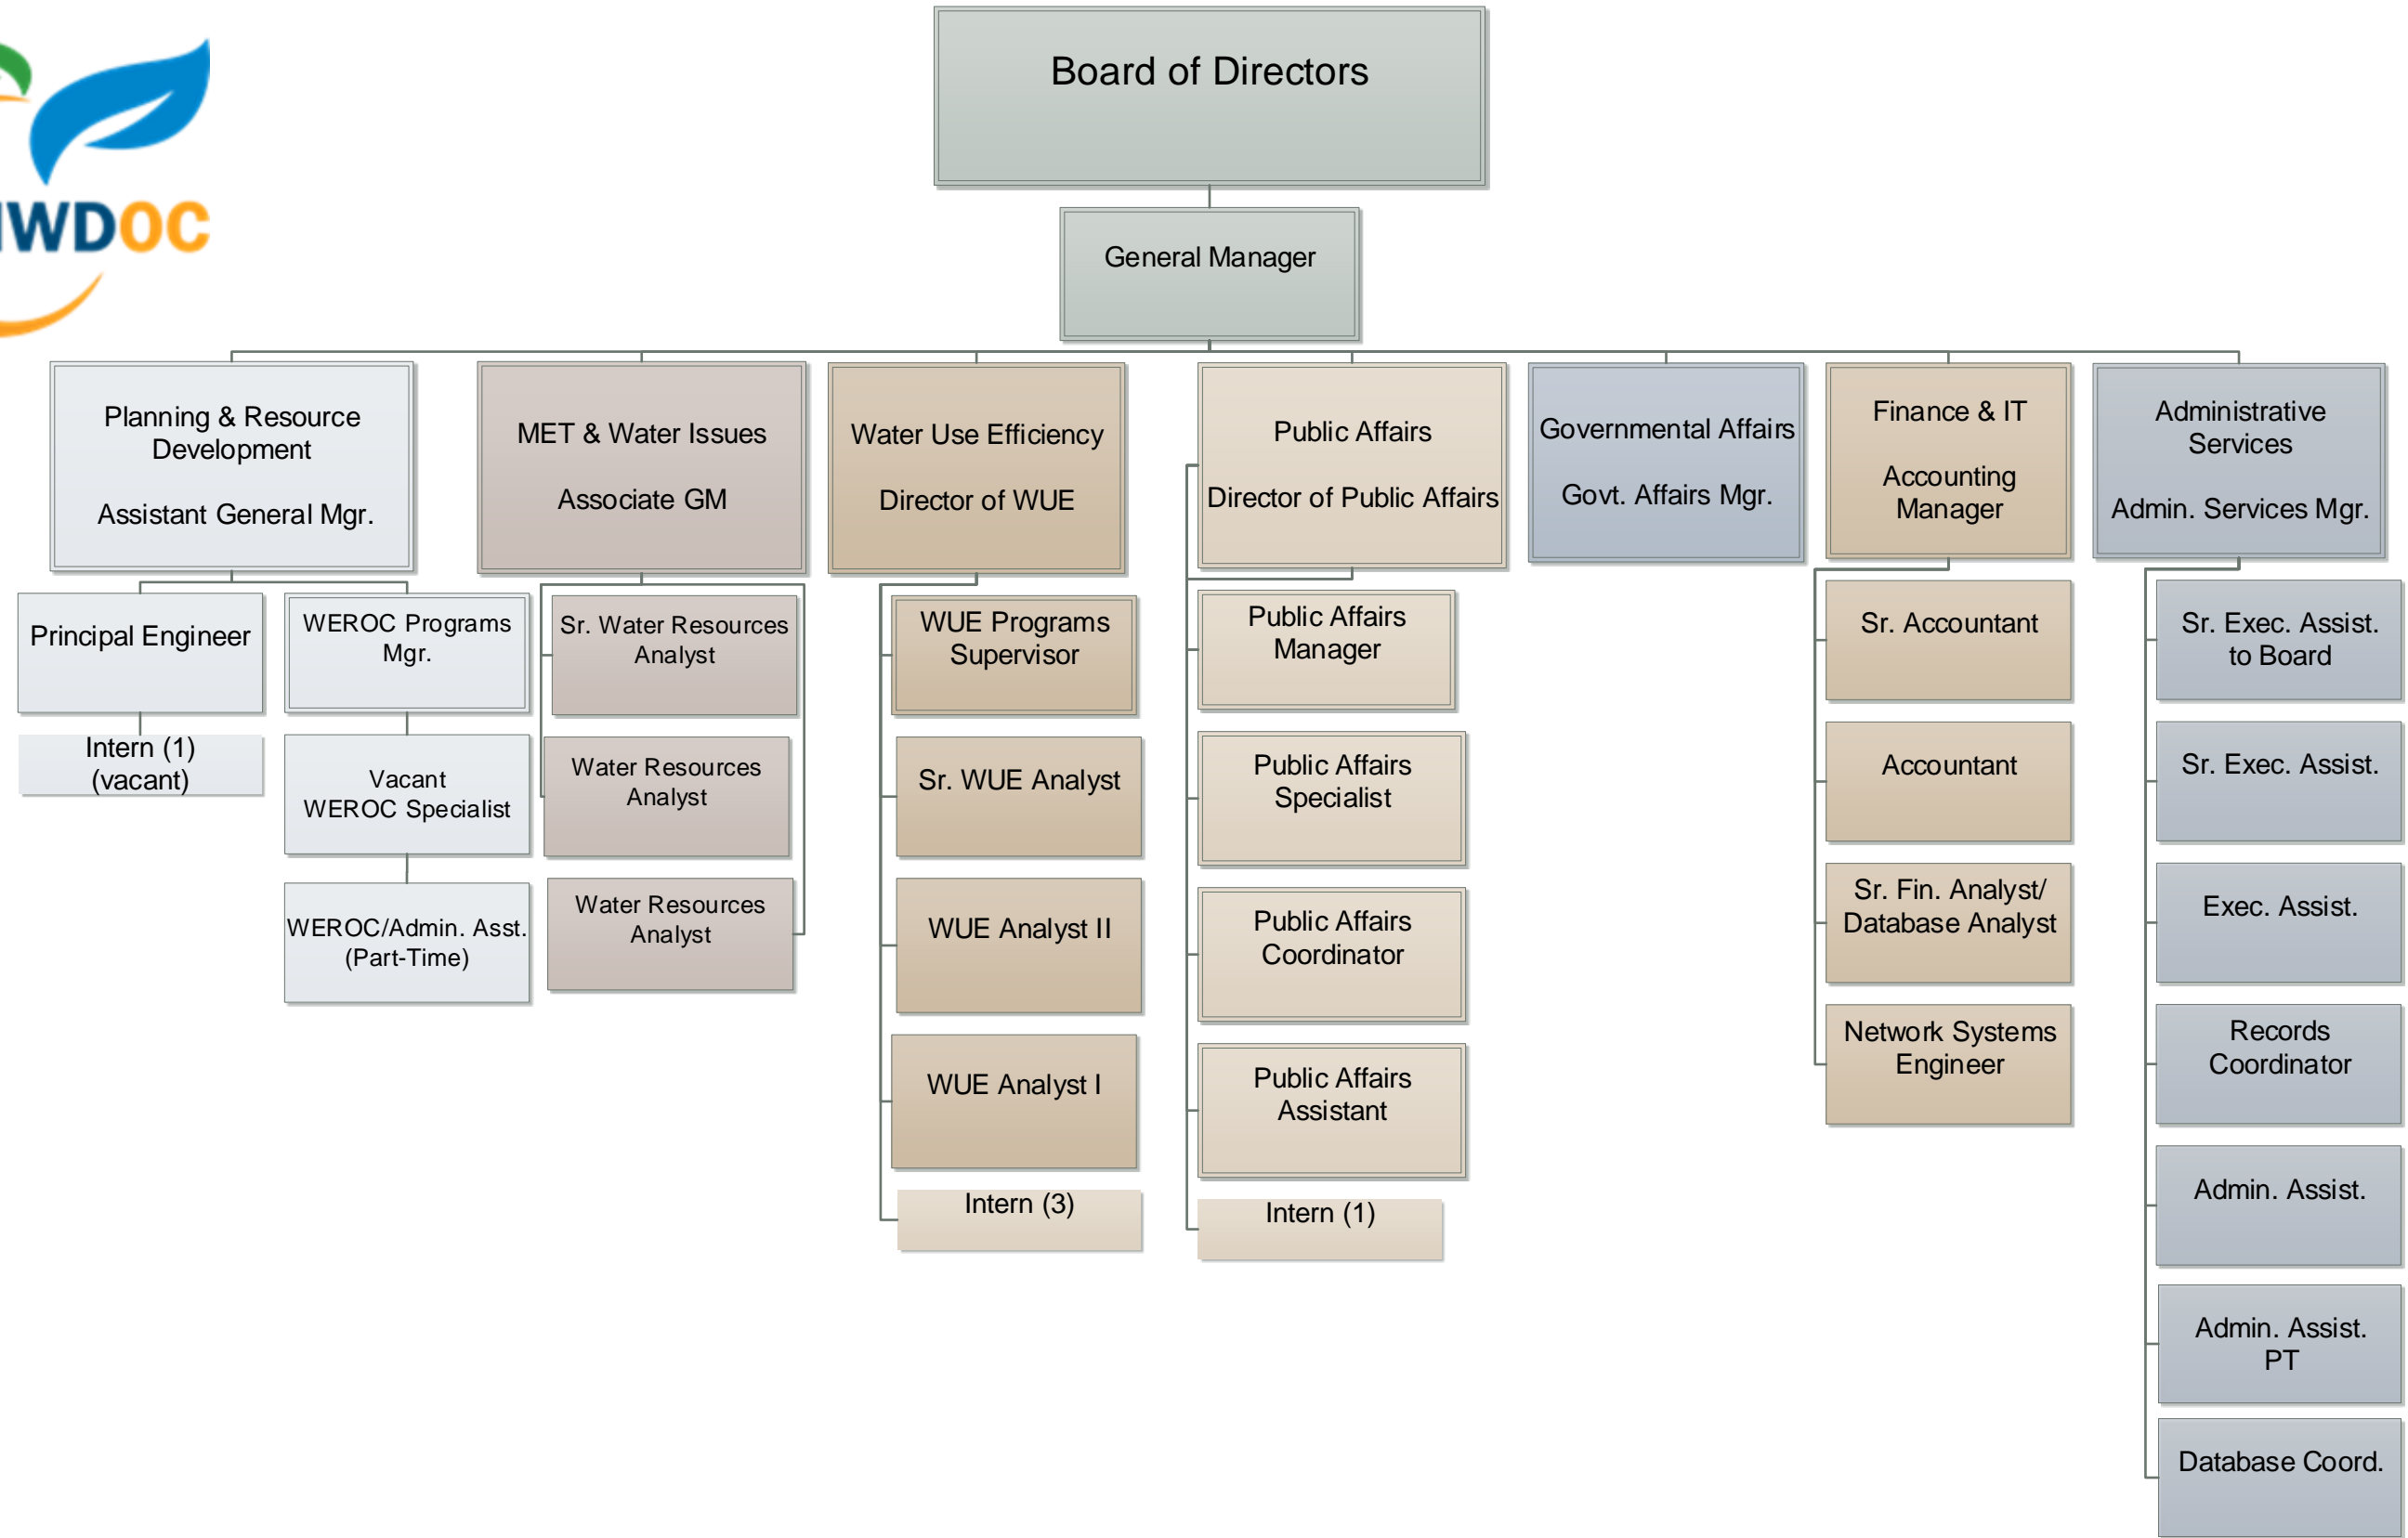 Board of Directors
WDOC
General Manager
Planning & Resource
Development
Assistant General Mgr.
MET & Water Issues
Associate GM
Water Use Efficiency
Director of WUE
Public Affairs
Director of Public Affairs
Governmental Affairs
Govt. Affairs Mgr.
Finance & IT
Accounting
Manager
Administrative
Services
Admin. Services Mgr.
Principal Engineer
Intern (1)
(vacant)
WEROC Programs
Mgr.
Vacant
WEROC Specialist
WEROC/Admin. Asst.
(Part-Time)
Sr. Water Resources
Analyst
Water Resources
Analyst
Water Resources
Analyst
WUE Programs
Supervisor
Sr. WUE Analyst
WUE Analyst II
WUE Analyst I
Intern (3)
Public Affairs
Manager
Public Affairs
Specialist
Public Affairs
Coordinator
Public Affairs
Assistant
Intern (1)
Sr. Accountant
Accountant
Sr. Fin. Analyst/
Database Analyst
Network Systems
Engineer
Sr. Exec. Assist.
to Board
Sr. Exec. Assist.
Exec. Assist.
Records
Coordinator
Admin. Assist.
Admin. Assist.
PT
Database Coord.